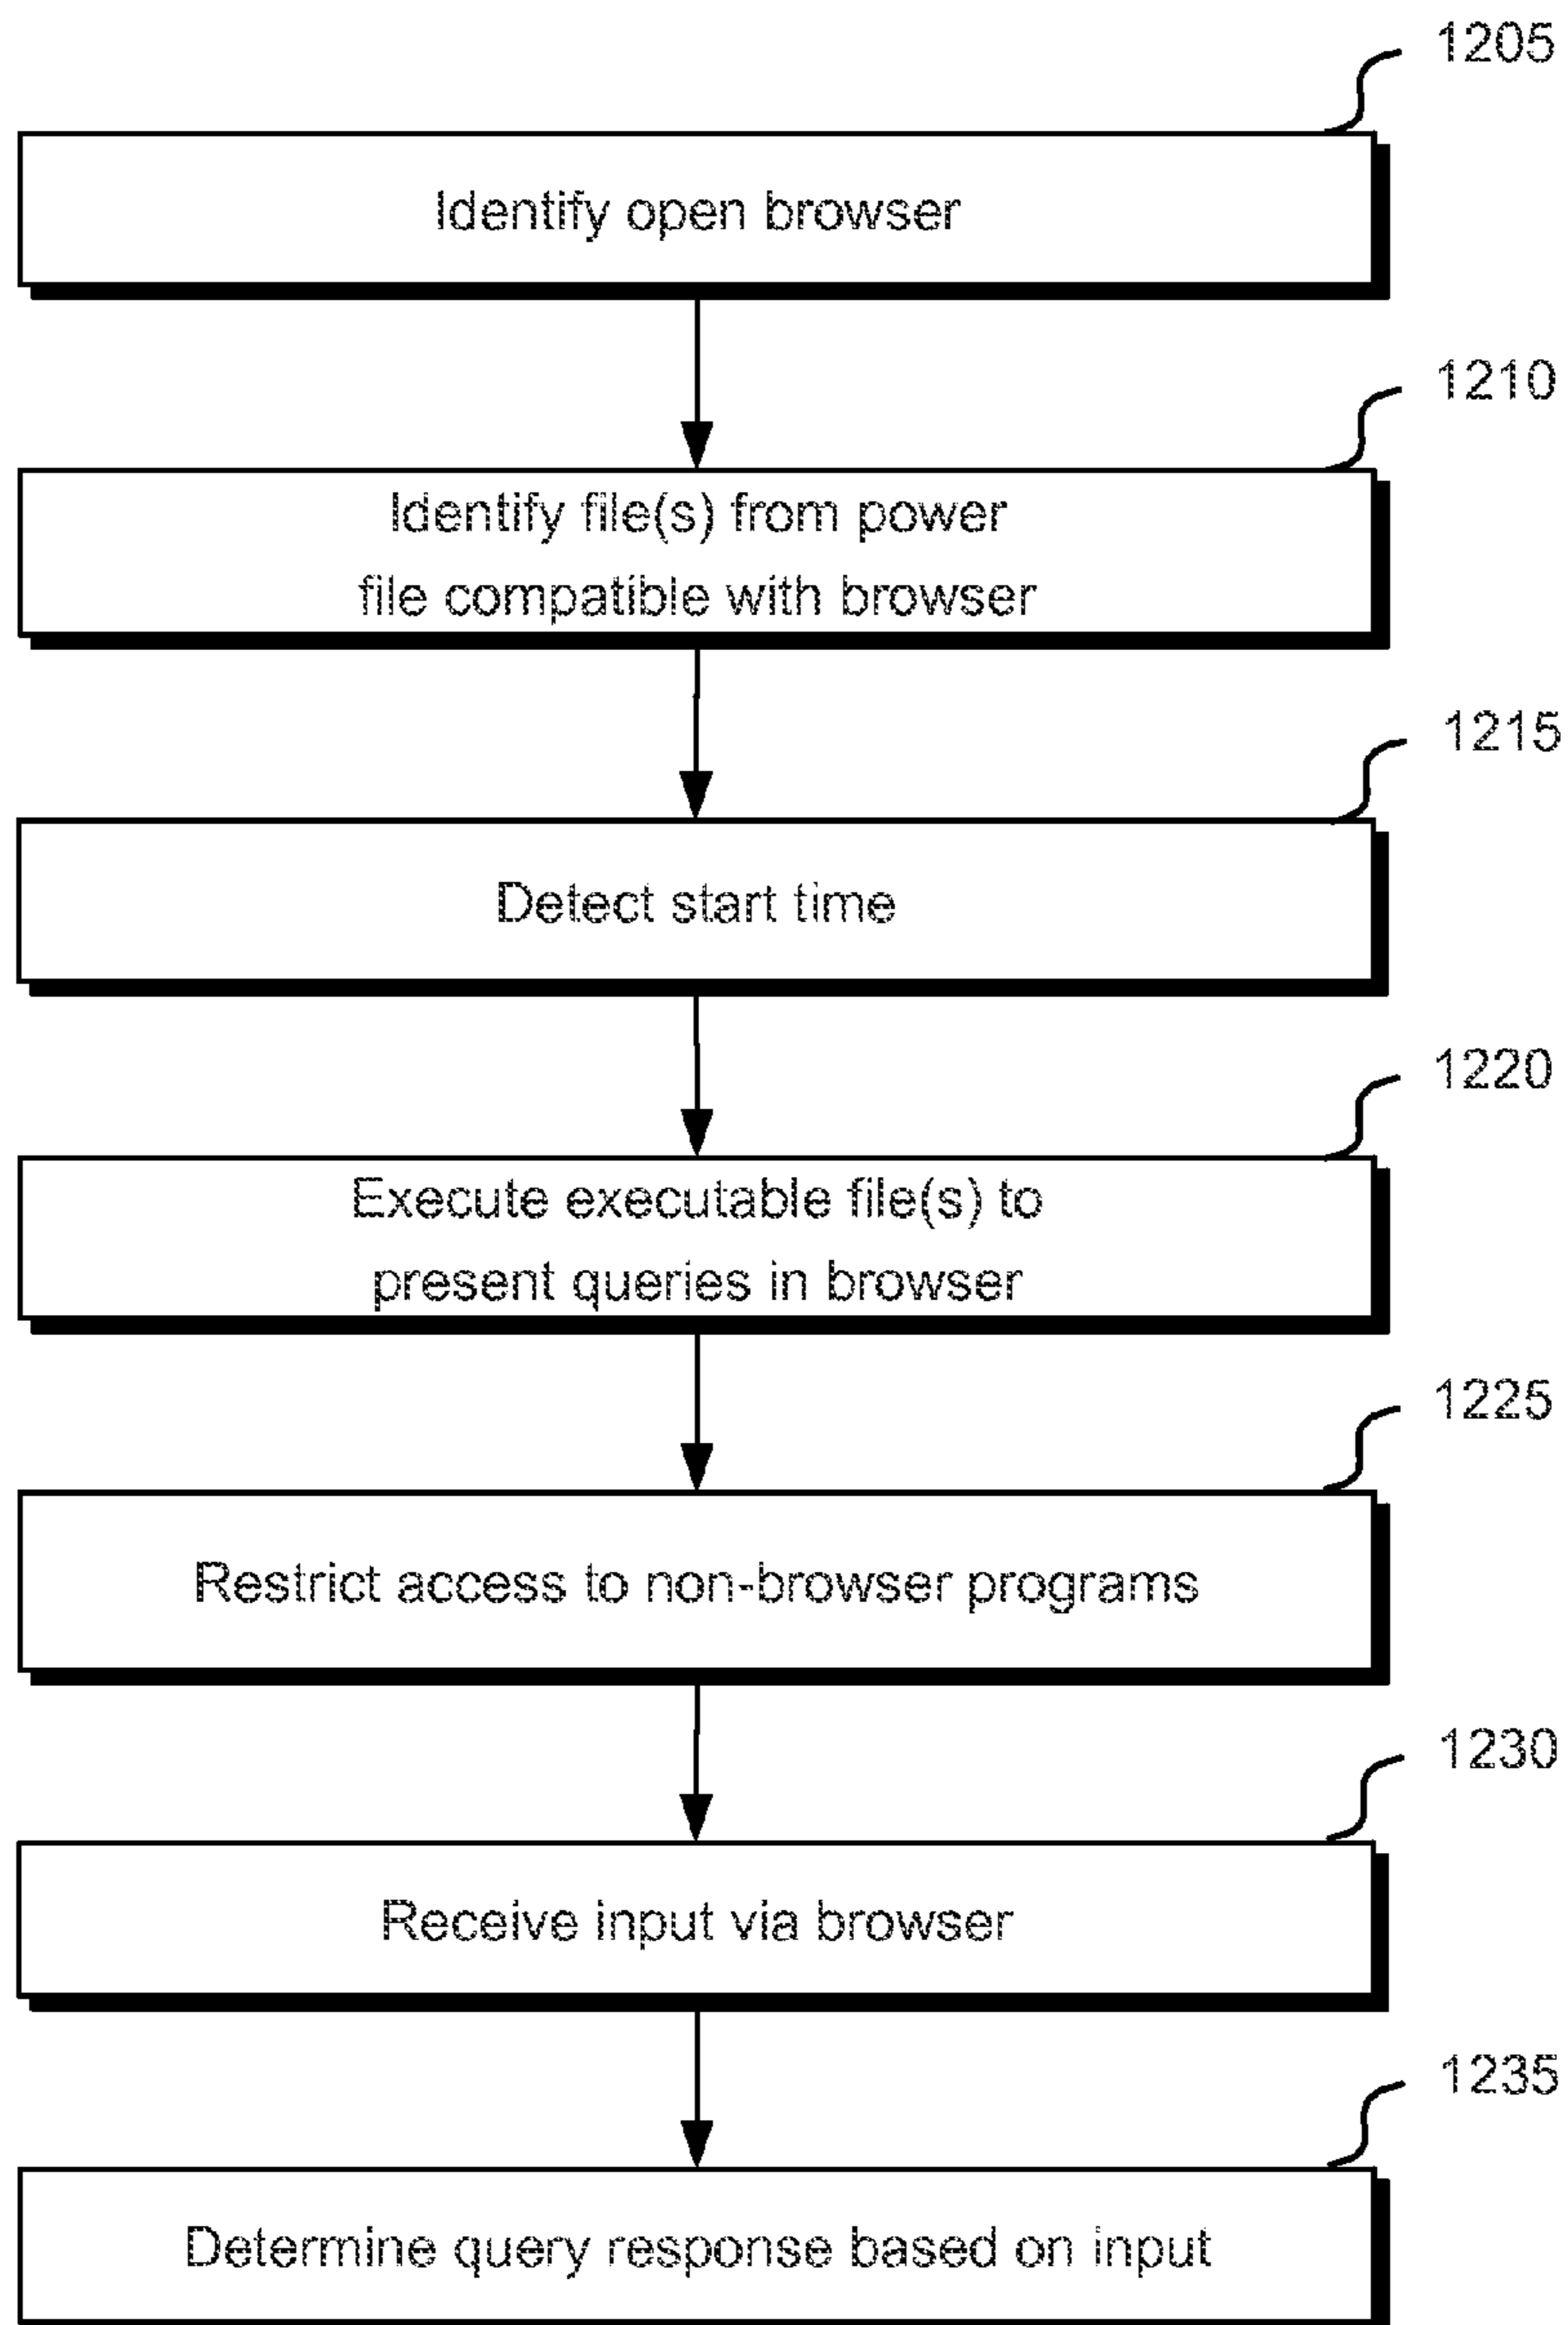 1205
Identify open browser
1210
Identify file(s) from power
file compatible with browser
1215
Detect start time
1220
Execute executable file(s) to
present queries in browser
1225
Restrict access to non-browser programs
1230
Receive input via browser
1235
Determine query response based on input